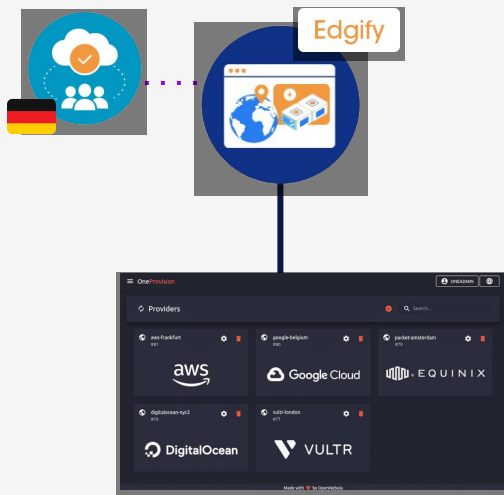 Edgify
OneProvision
ONEADMIN
Providers
Search...
aws-frankfurt
#81
aws
google-belgium
#80
Google Cloud
packet-amsterdam
#79
EQUINIX
digitalocean-nyc3
#78
DigitalOcean
vultr-london
#77
VULTR
Made with ❤ by OpenNebula